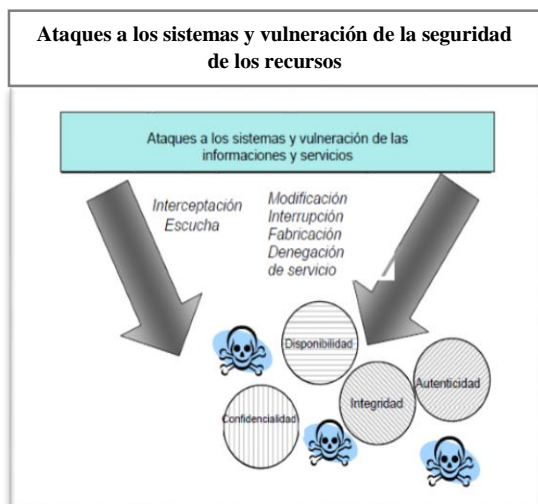 Ataques a los sistemas y vulneración de la seguridad
de los recursos
Ataques a los sistemas y vulneración de las
informaciones y servicios
Interceptación
Escucha
Modificación
Interrupción
Fabricación
Denegación
de servicio
Disponibilidad
Autenticidad
Integridad
Confidencialidad